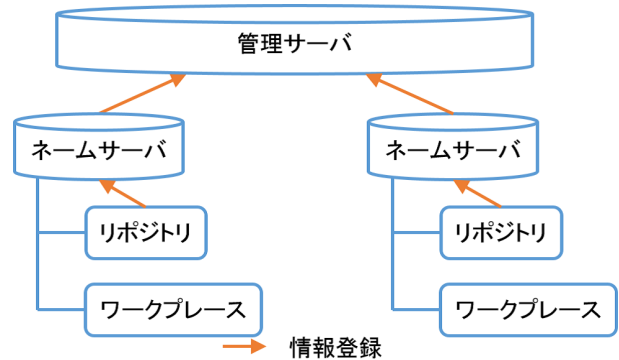 管理サーバ
ネームサーバ
ネームサーバ
リポジトリ
リポジトリ
ワークプレース
ワークプレース
情報登録